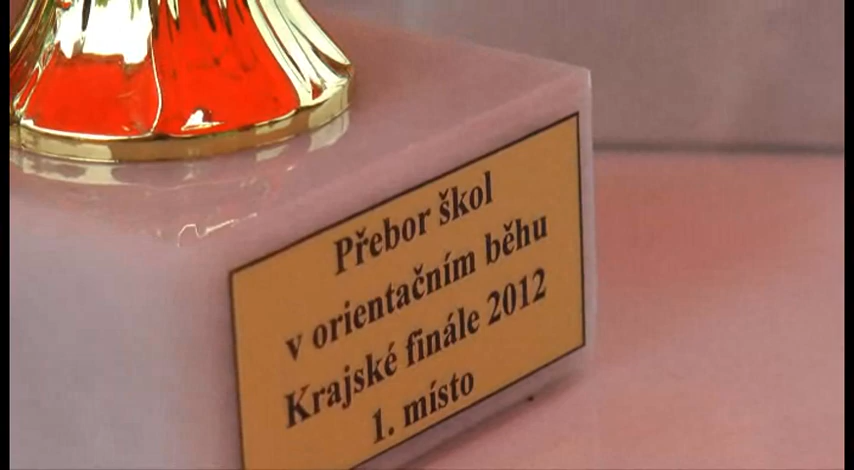 Přebor škol
v orientačním běhu
Krajské finále 2012
1. místo